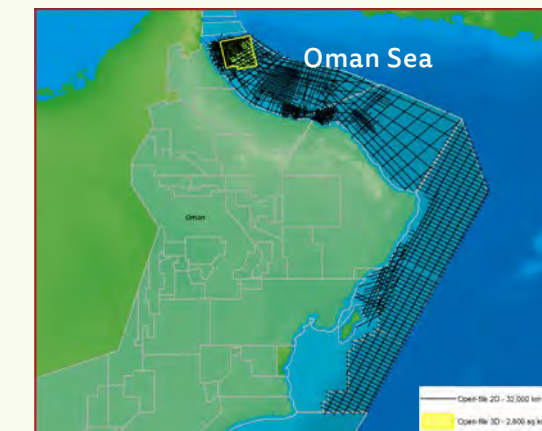 Oman Sea
Oman
Open-file 2D - 32,000 km
Open-file 3D - 2,800 sq km